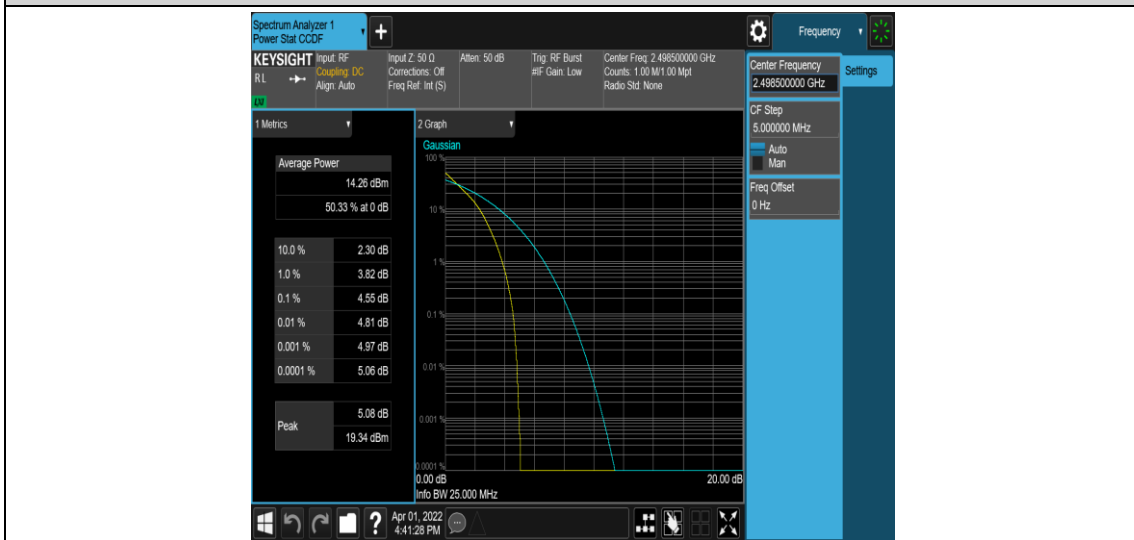 Spectrum Analyzer 1
Power Stat CCDF
Frequency
KEYSIGHT
RL
Input: RF
Coupling: DC
Align: Auto
Input Z: 50 Ω
Corrections: Off
Freq Ref: Int (S)
Atten: 50 dB
Trig: RF Burst
#IF Gain: Low
Center Freq: 2.498500000 GHz
Counts: 1.00 M/1.00 Mpt
Radio Std: None
Center Frequency
2.498500000 GHz
Settings
CF Step
5.000000 MHz
Auto
Man
Freq Offset
0 Hz
1 Metrics
Average Power
14.26 dBm
50.33 % at 0 dB
10.0 % 2.30 dB
1.0 % 3.82 dB
0.1 % 4.55 dB
0.01 % 4.81 dB
0.001 % 4.97 dB
0.0001 % 5.06 dB
Peak
5.08 dB
19.34 dBm
2 Graph
Gaussian
100 %
10 %
1 %
0.1 %
0.01 %
0.001 %
0.0001 %
0.00 dB
20.00 dB
Info BW 25.000 MHz
?
Apr 01, 2022
4:41:28 PM